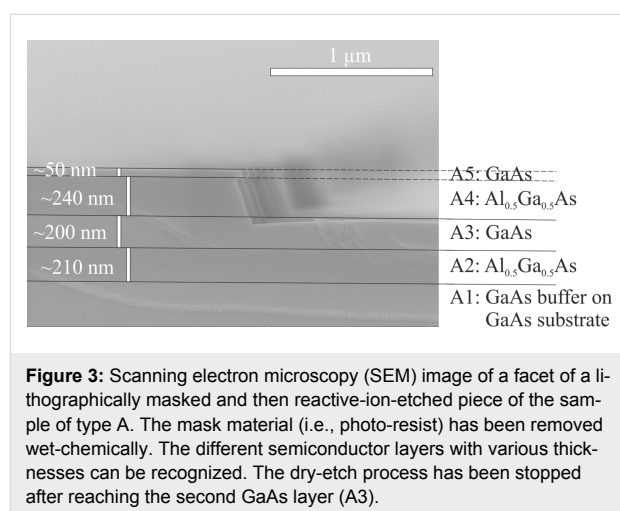 1 µm
~50 nm
A5: GaAs
~240 nm
A4: Al0.5Ga0.5As
~200 nm
A3: GaAs
~210 nm
A2: Al0.5Ga0.5As
A1: GaAs buffer on
GaAs substrate
Figure 3: Scanning electron microscopy (SEM) image of a facet of a li-
thographically masked and then reactive-ion-etched piece of the sam-
ple of type A. The mask material (i.e., photo-resist) has been removed
wet-chemically. The different semiconductor layers with various thick-
nesses can be recognized. The dry-etch process has been stopped
after reaching the second GaAs layer (A3).